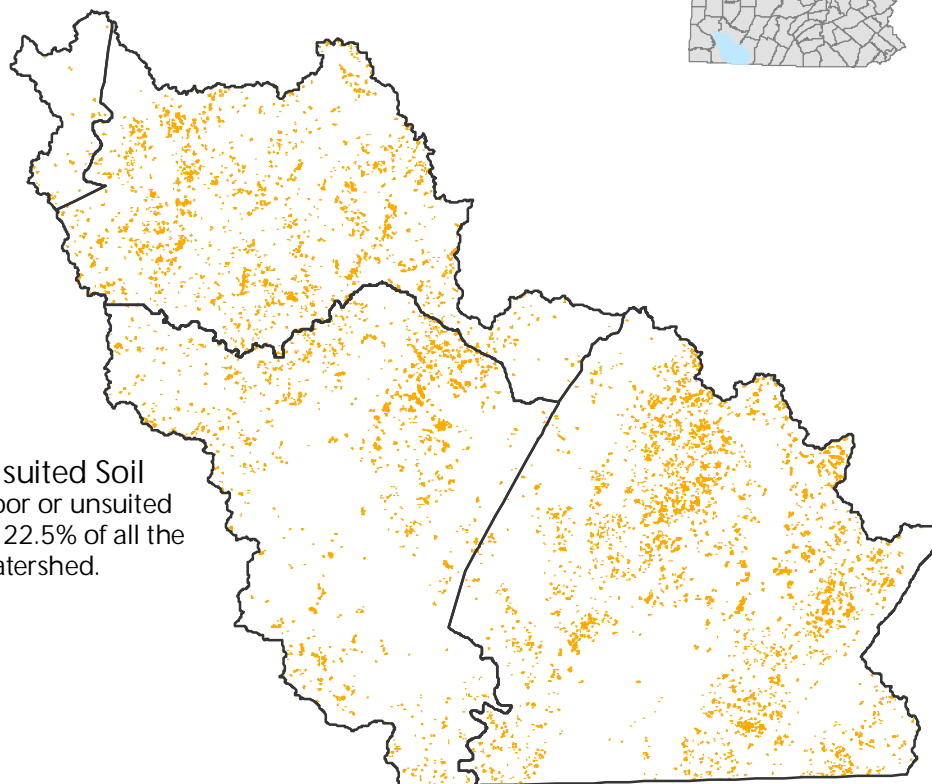 suited Soil
oor or unsuited
22.5% of all the
atershed.